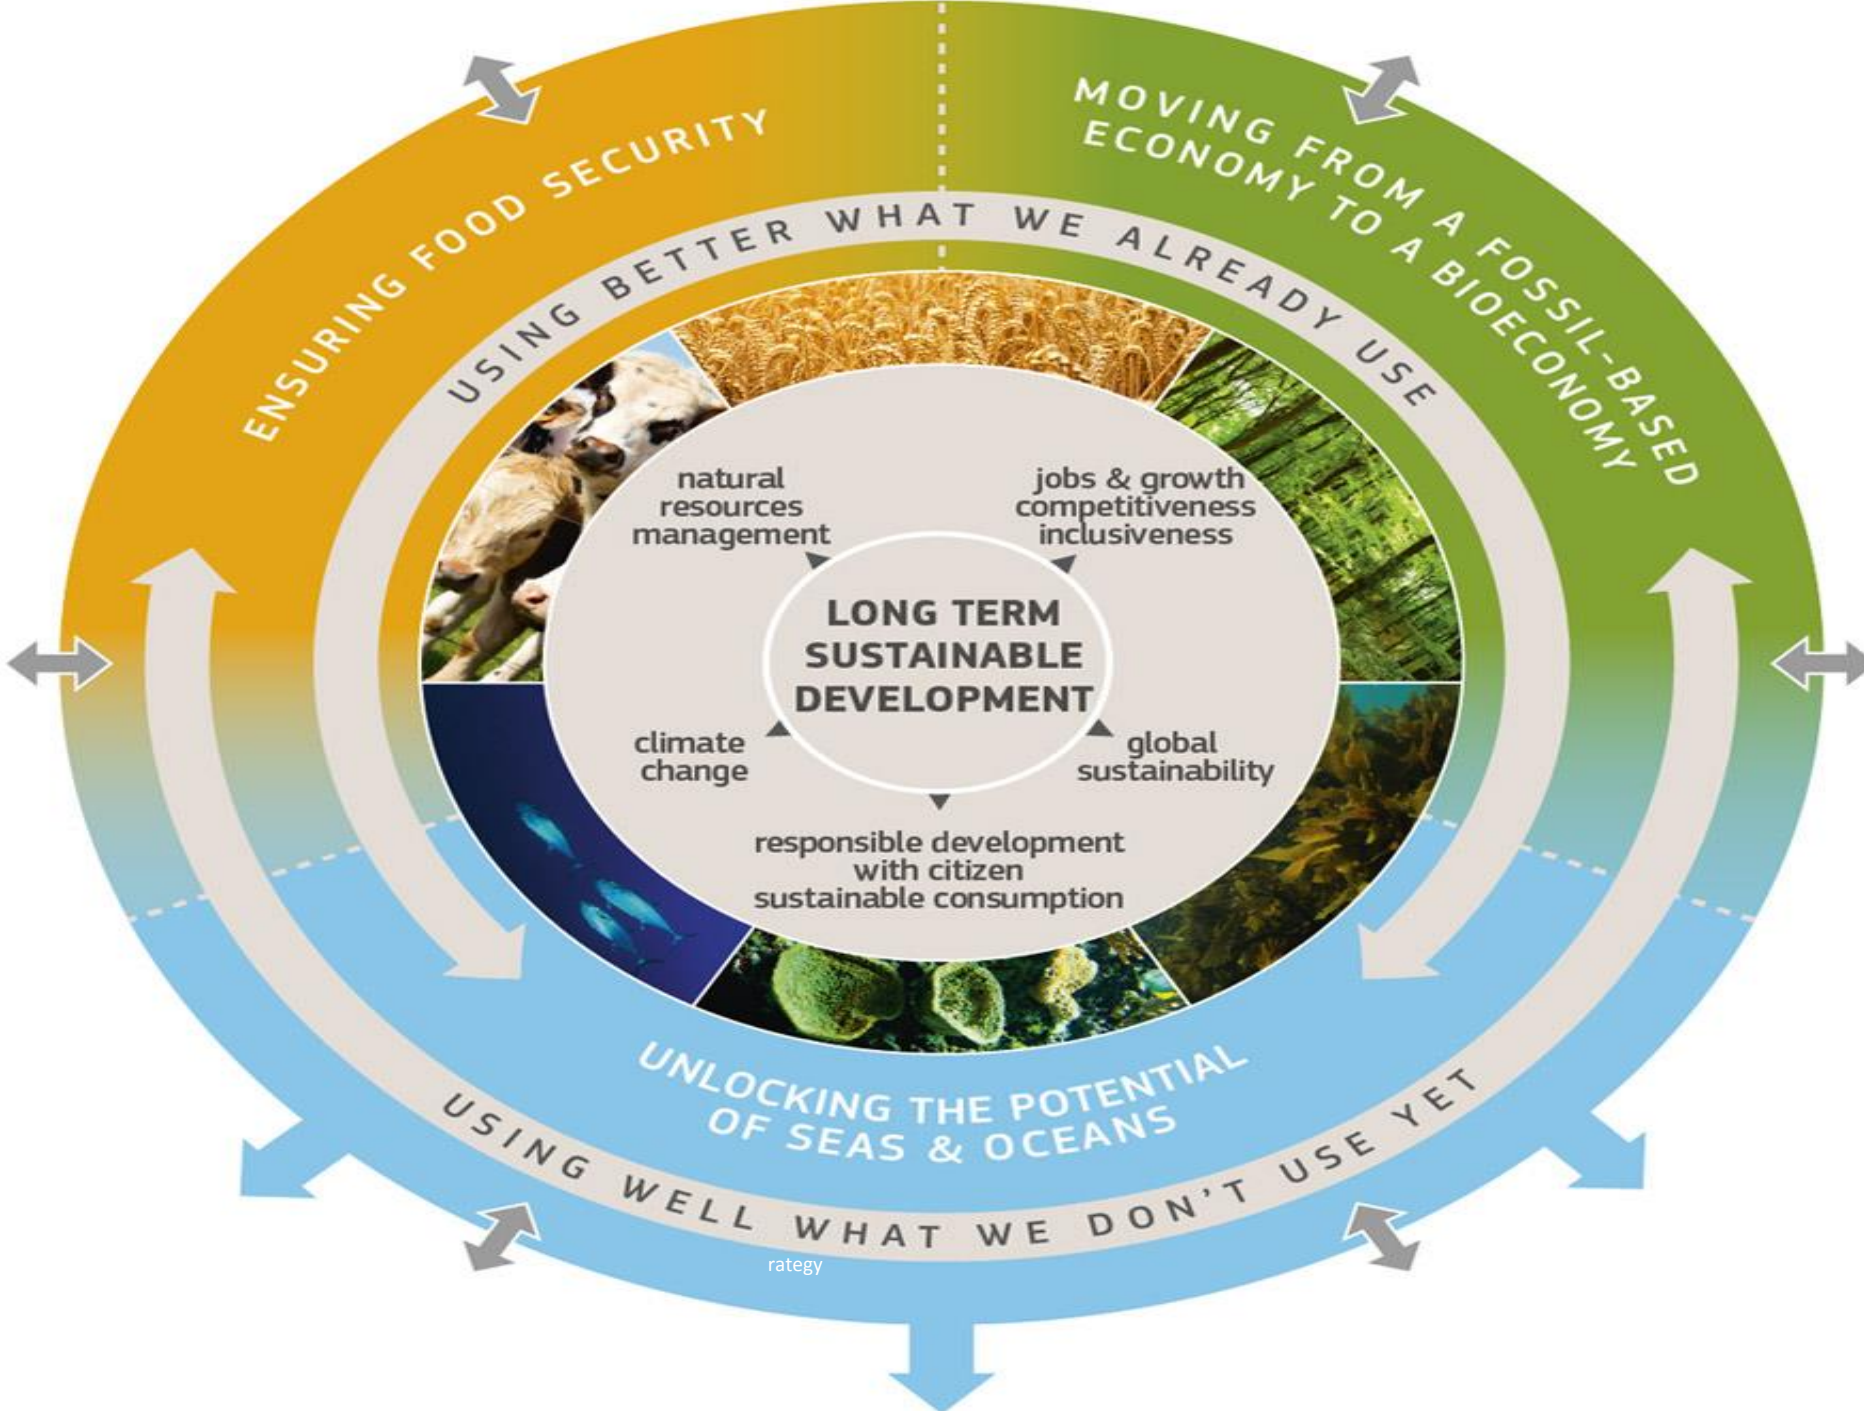 ENSURING FOOD SECURITY
MOVING FROM A FOSSIL-BASED
ECONOMY TO A BIOECONOMY
USING BETTER WHAT WE ALREADY USE
natural
resources
management
jobs & growth
competitiveness
inclusiveness
LONG TERM
SUSTAINABLE
DEVELOPMENT
climate
change
global
sustainability
responsible development
with citizen
sustainable consumption
UNLOCKING THE POTENTIAL
OF SEAS & OCEANS
USING WELL WHAT WE DON'T USE YET
rategy